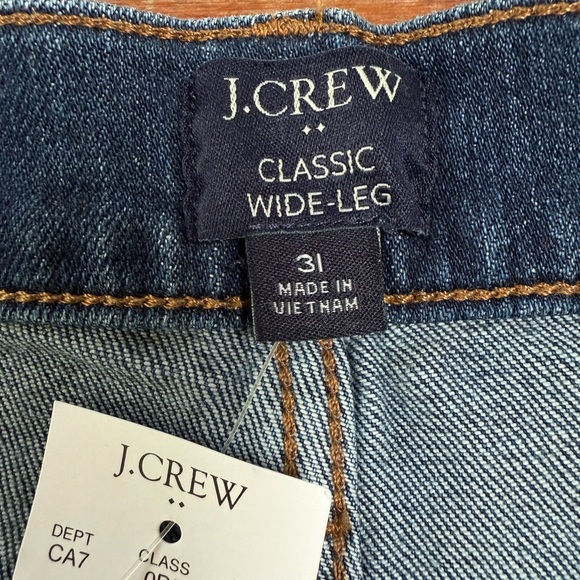 J.CREW
CLASSIC
WIDE-LEG
31
MADE IN
VIETNAM
J.CREW
DEPT
CA7
CLASS